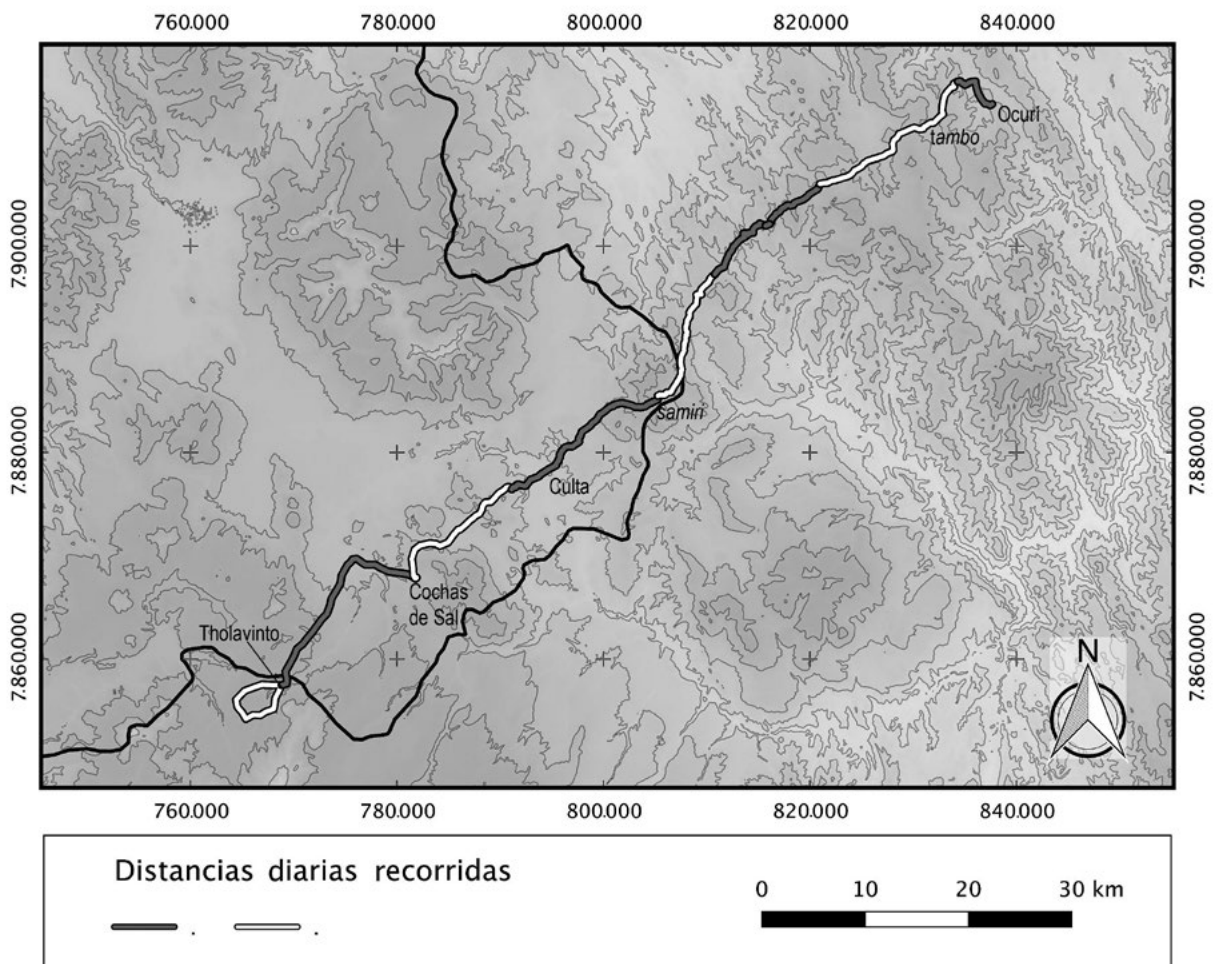 760.000 780.000 800.000 820.000 840.000
Ocurí
tambo
7.900.000
7.900.000
samiri
7.880.000
7.880.000
Culta
Cochas
de Sal
Tholavinto
7.860.000
7.860.000
N
760.000 780.000 800.000 820.000 840.000
Distancias diarias recorridas
0 10 20 30 km
. .